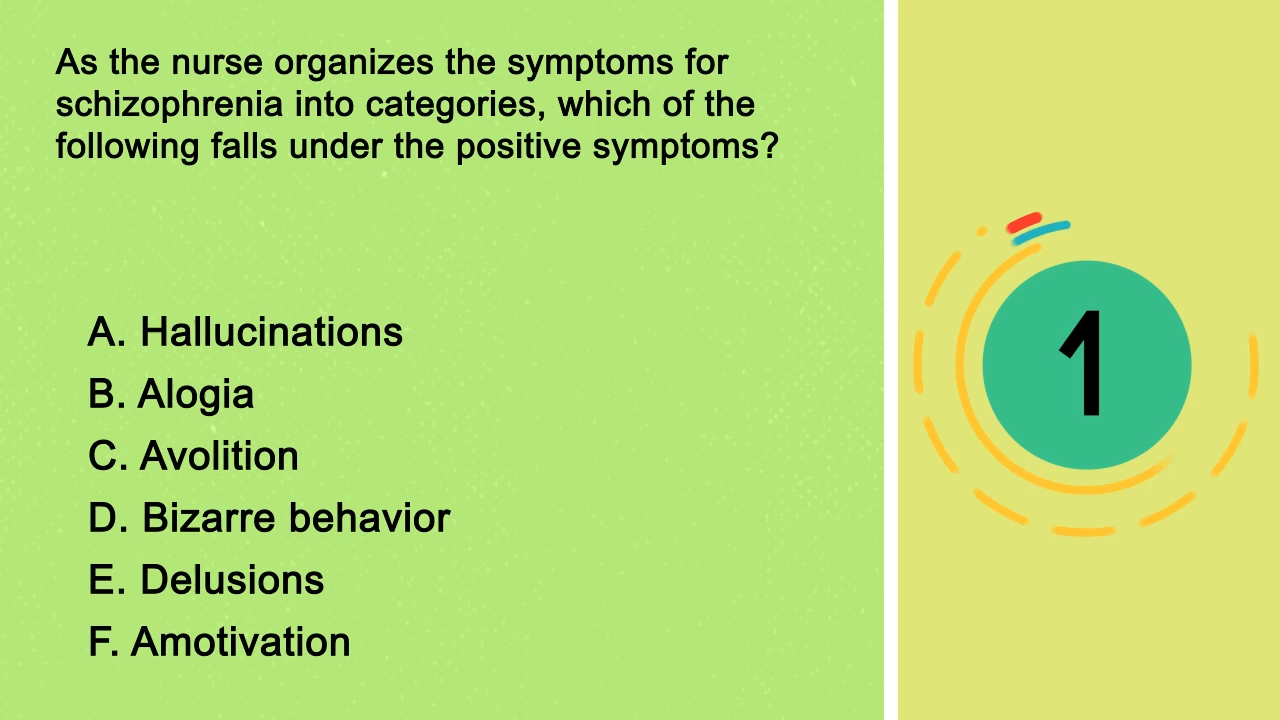 As the nurse organizes the symptoms for
schizophrenia into categories, which of the
following falls under the positive symptoms?
A. Hallucinations
B. Alogia
C. Avolition
D. Bizarre behavior
E. Delusions
F. Amotivation
1